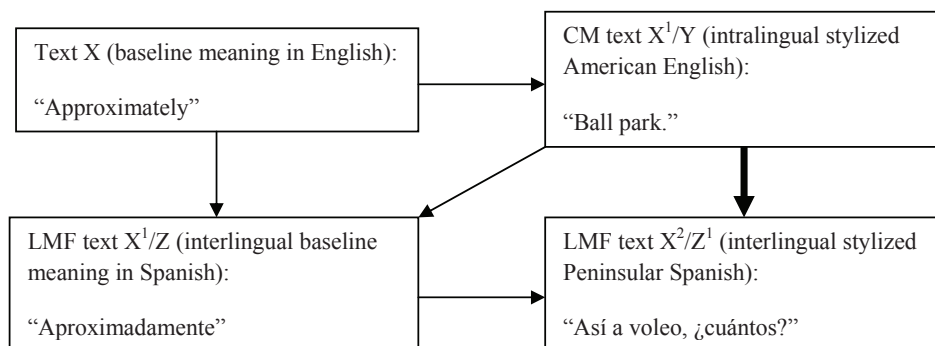 Text X (baseline meaning in English):
“Approximately”
CM text X¹/Y (intralingual stylized
American English):
“Ball park.”
LMF text X¹/Z (interlingual baseline
meaning in Spanish):
“Aproximadamente”
LMF text X²/Z¹ (interlingual stylized
Peninsular Spanish):
“Así a voleo, ¿cuántos?”